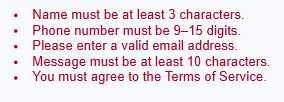 • Name must be at least 3 characters.
• Phone number must be 9–15 digits.
• Please enter a valid email address.
• Message must be at least 10 characters.
• You must agree to the Terms of Service.